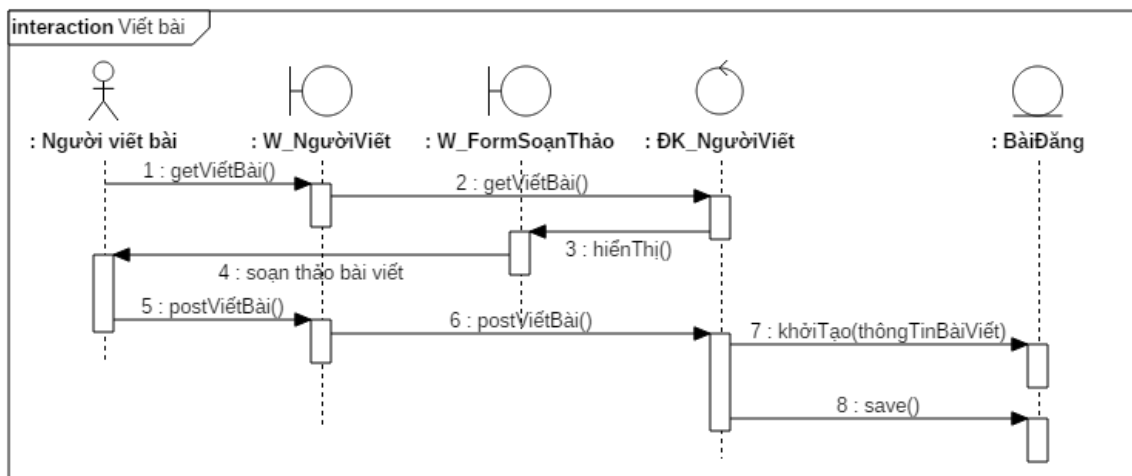 interaction Viết bài
: Người viết bài
: W_NgườiViết
: W_FormSoạnThảo
: ĐK_NgườiViết
: BàiĐăng
1 : getViếtBài()
2 : getViếtBài()
3 : hiểnThị()
4 : soạn thảo bài viết
5 : postViếtBài()
6 : postViếtBài()
7 : khởiTạo(thôngTinBàiViết)
8 : save()